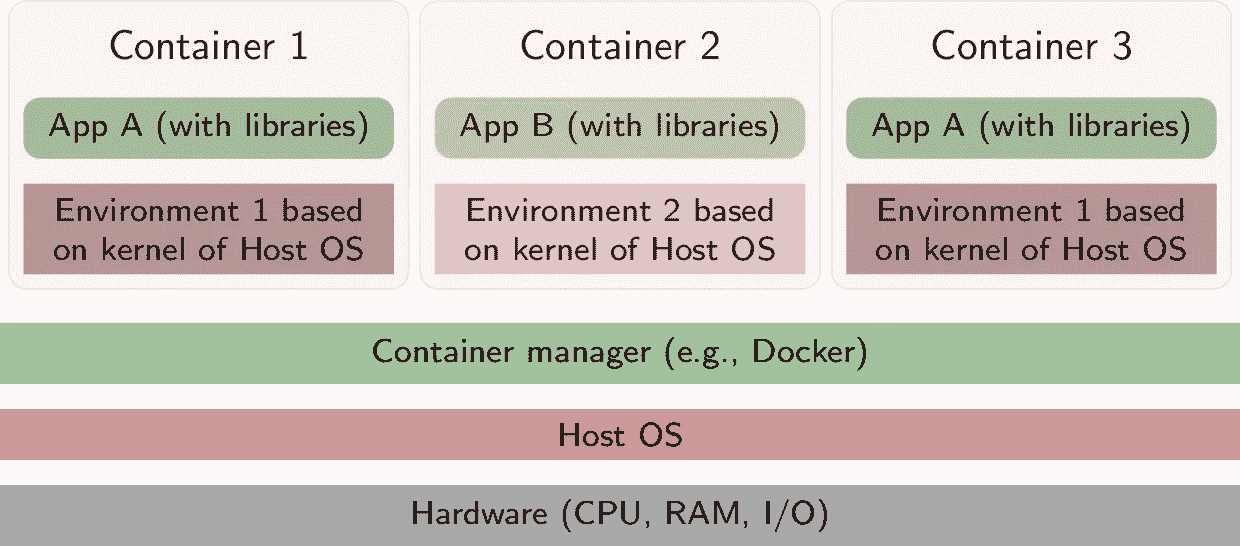 Container 1
App A (with libraries)
Environment 1 based
on kernel of Host OS
Container 2
App B (with libraries)
Environment 2 based
on kernel of Host OS
Container 3
App A (with libraries)
Environment 1 based
on kernel of Host OS
Container manager (e.g., Docker)
Host OS
Hardware (CPU, RAM, I/O)